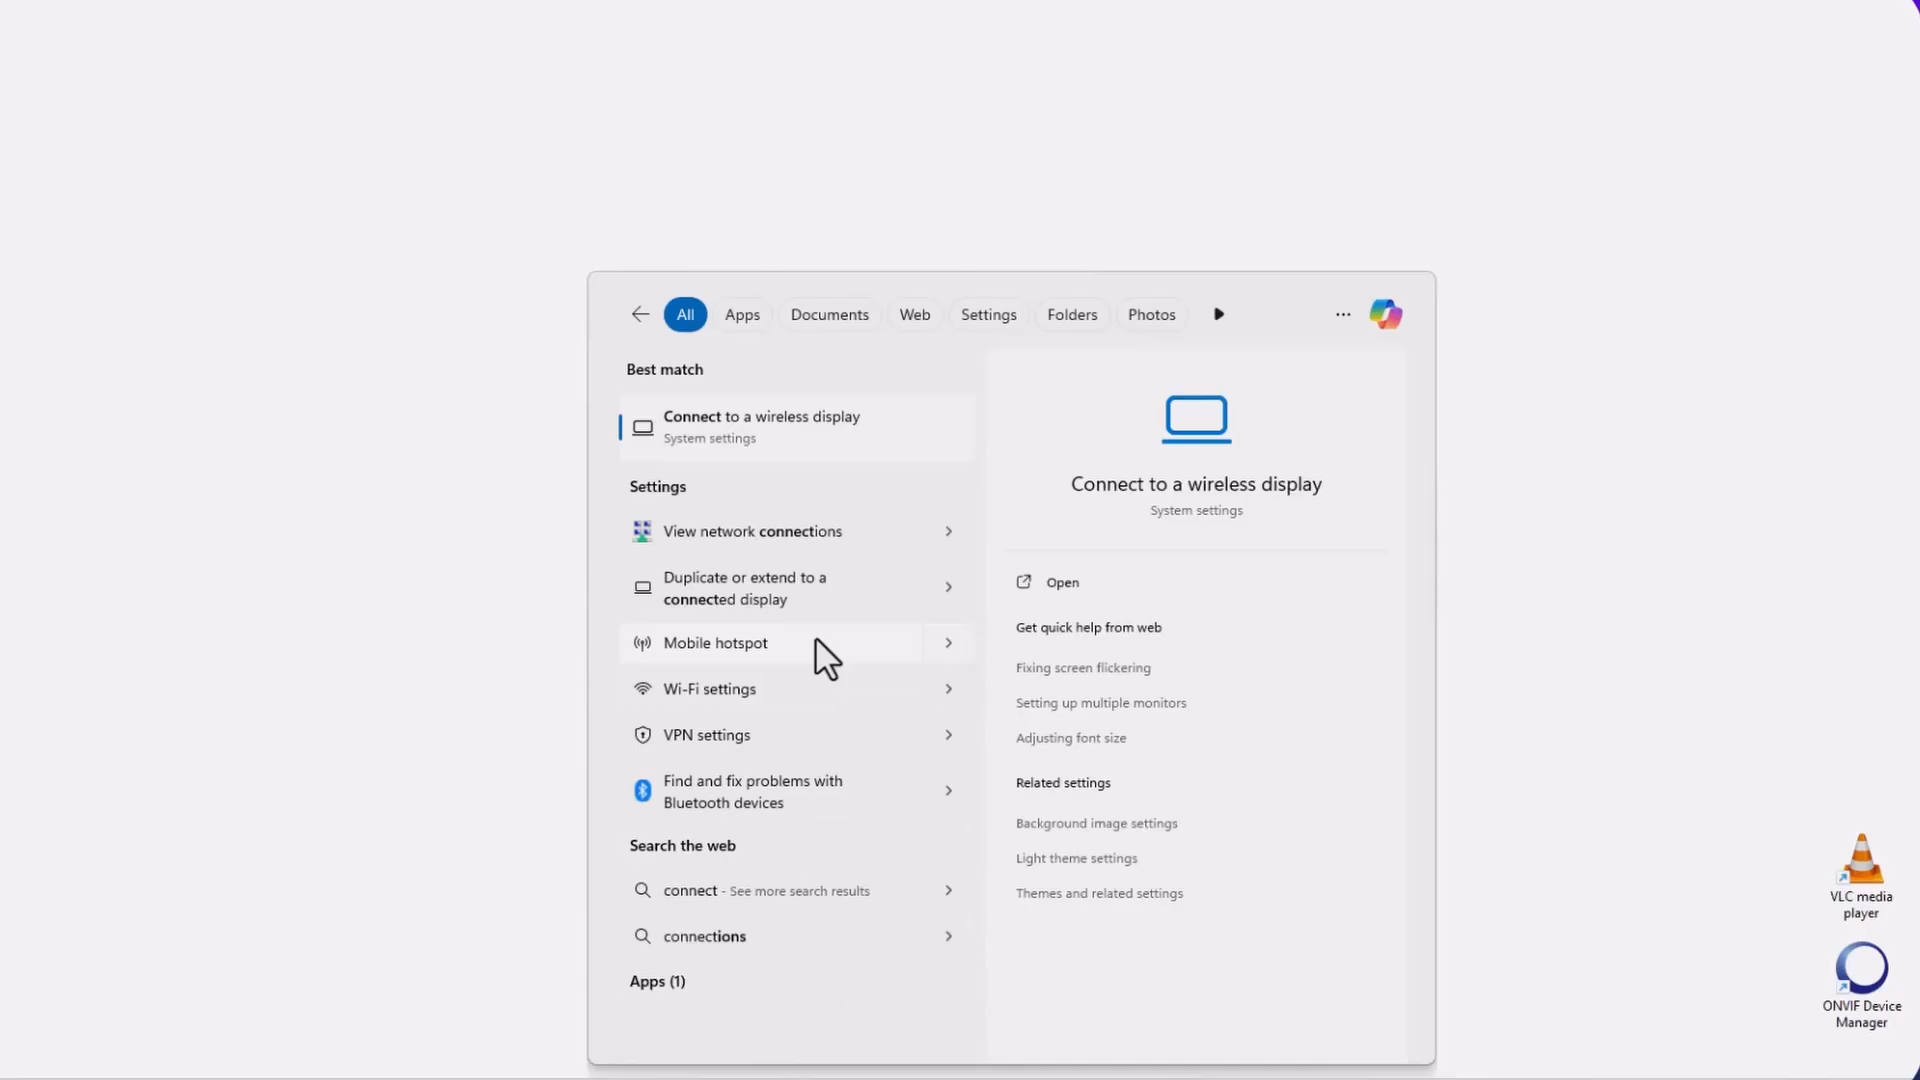 All
Apps
Documents
Web
Settings
Folders
Photos
Best match
Connect to a wireless display
System settings
Settings
View network connections
Duplicate or extend to a
connected display
Mobile hotspot
Wi-Fi settings
VPN settings
Find and fix problems with
Bluetooth devices
Search the web
connect - See more search results
connections
Apps (1)
Connect to a wireless display
System settings
Open
Get quick help from web
Fixing screen flickering
Setting up multiple monitors
Adjusting font size
Related settings
Background image settings
Light theme settings
Themes and related settings
VLC media
player
ONVIF Device
Manager